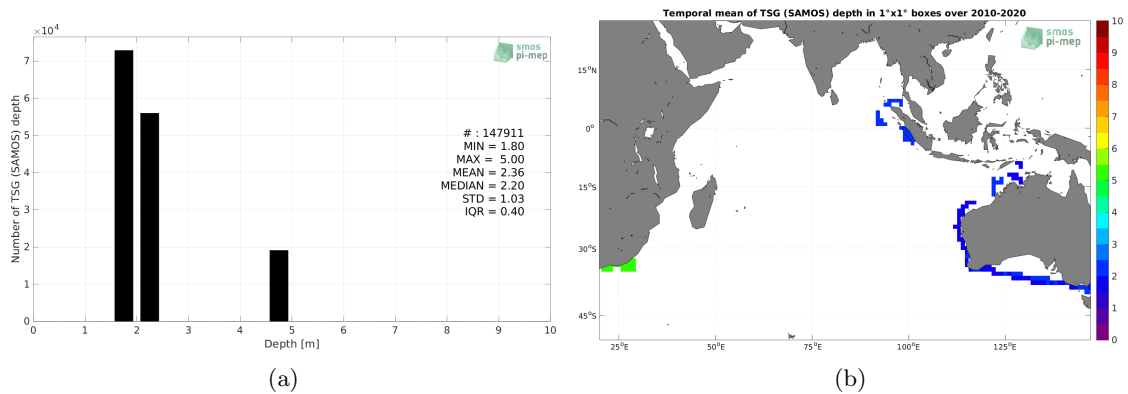 ×10⁴
7
6
5
4
3
2
1
0
Number of TSG (SAMOS) depth
0 1 2 3 4 5 6 7 8 9 10
Depth [m]
smos
pi-mep
# : 147911
MIN = 1.80
MAX = 5.00
MEAN = 2.36
MEDIAN = 2.20
STD = 1.03
IQR = 0.40
(a)
Temporal mean of TSG (SAMOS) depth in 1°x1° boxes over 2010-2020
smos
pi-mep
15°N
0°
15°S
30°S
45°S
25°E 50°E 75°E 100°E 125°E
10
9
8
7
6
5
4
3
2
1
0
(b)